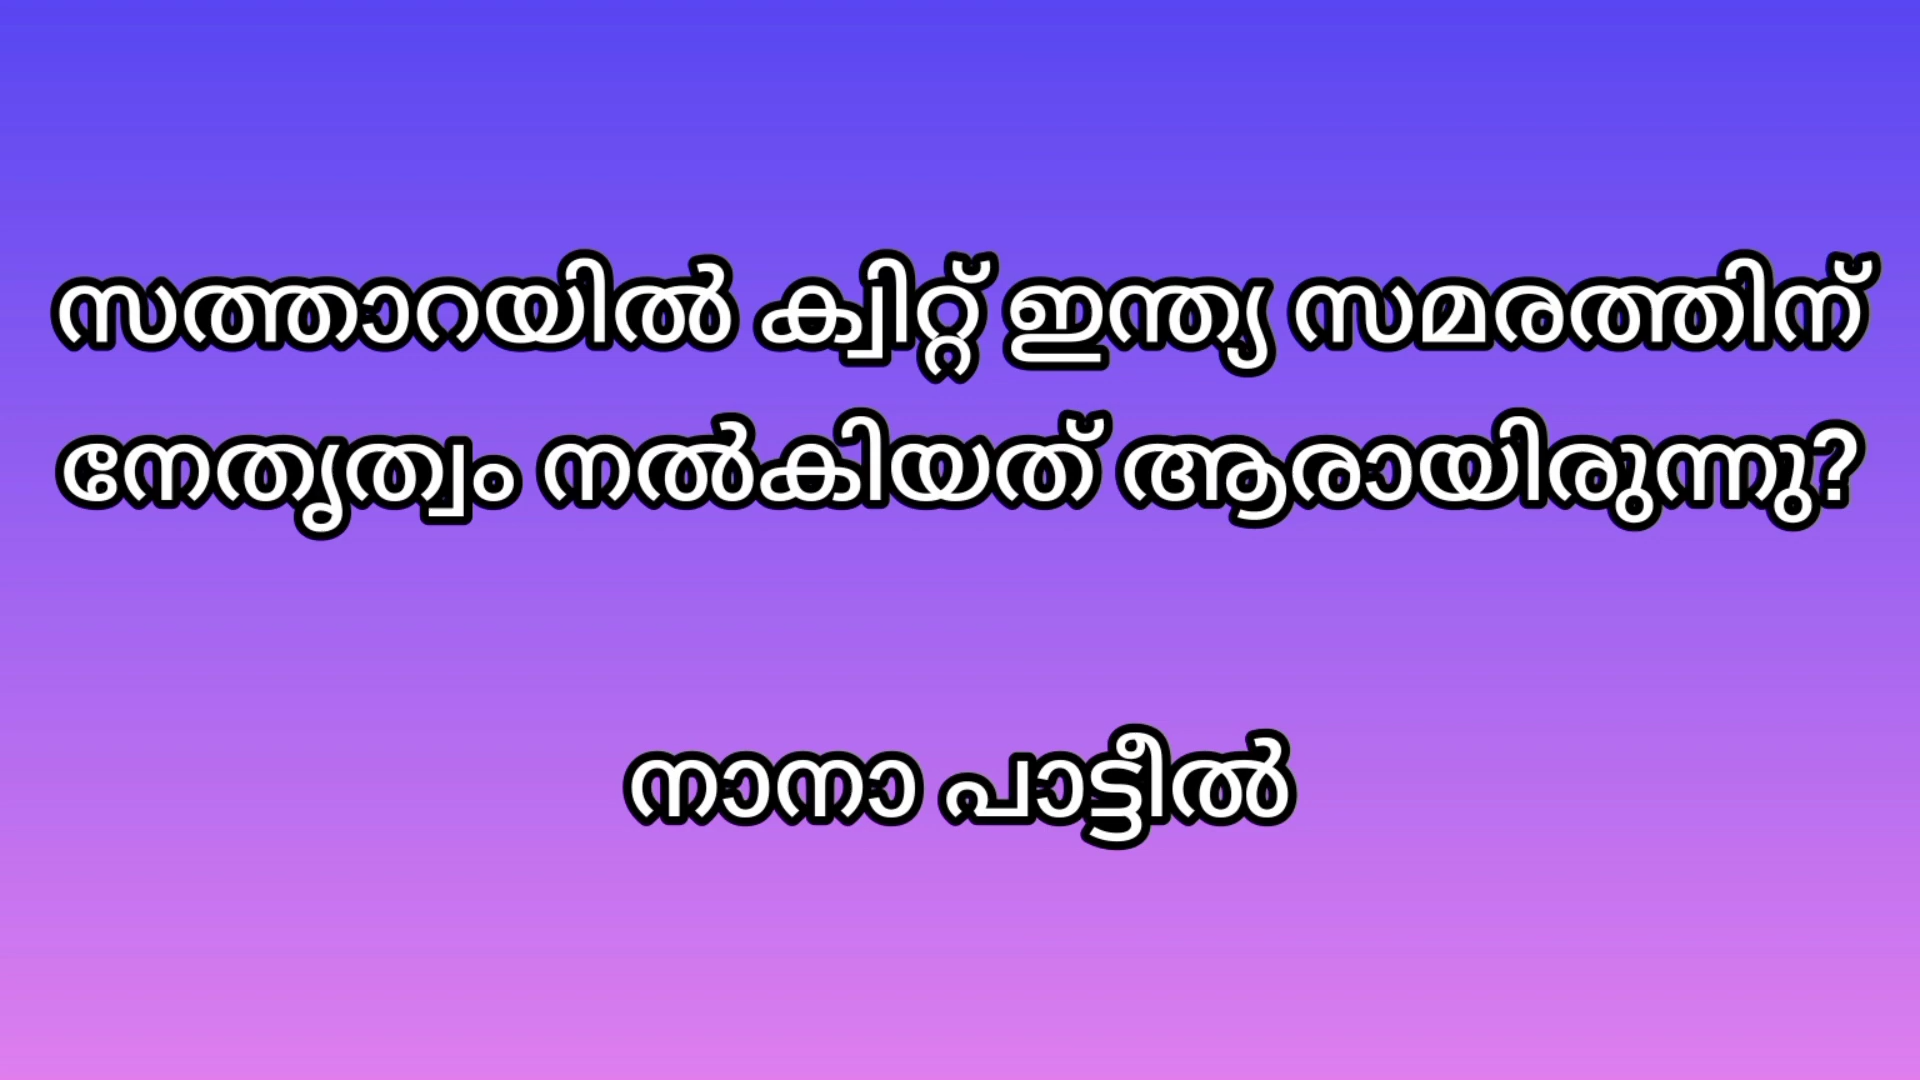 സത്താറയിൽ ക്വിറ്റ് ഇന്ത്യ സമരത്തിന്
നേതൃത്വം നൽകിയത് ആരായിരുന്നു?
നാനാ പാട്ടീൽ